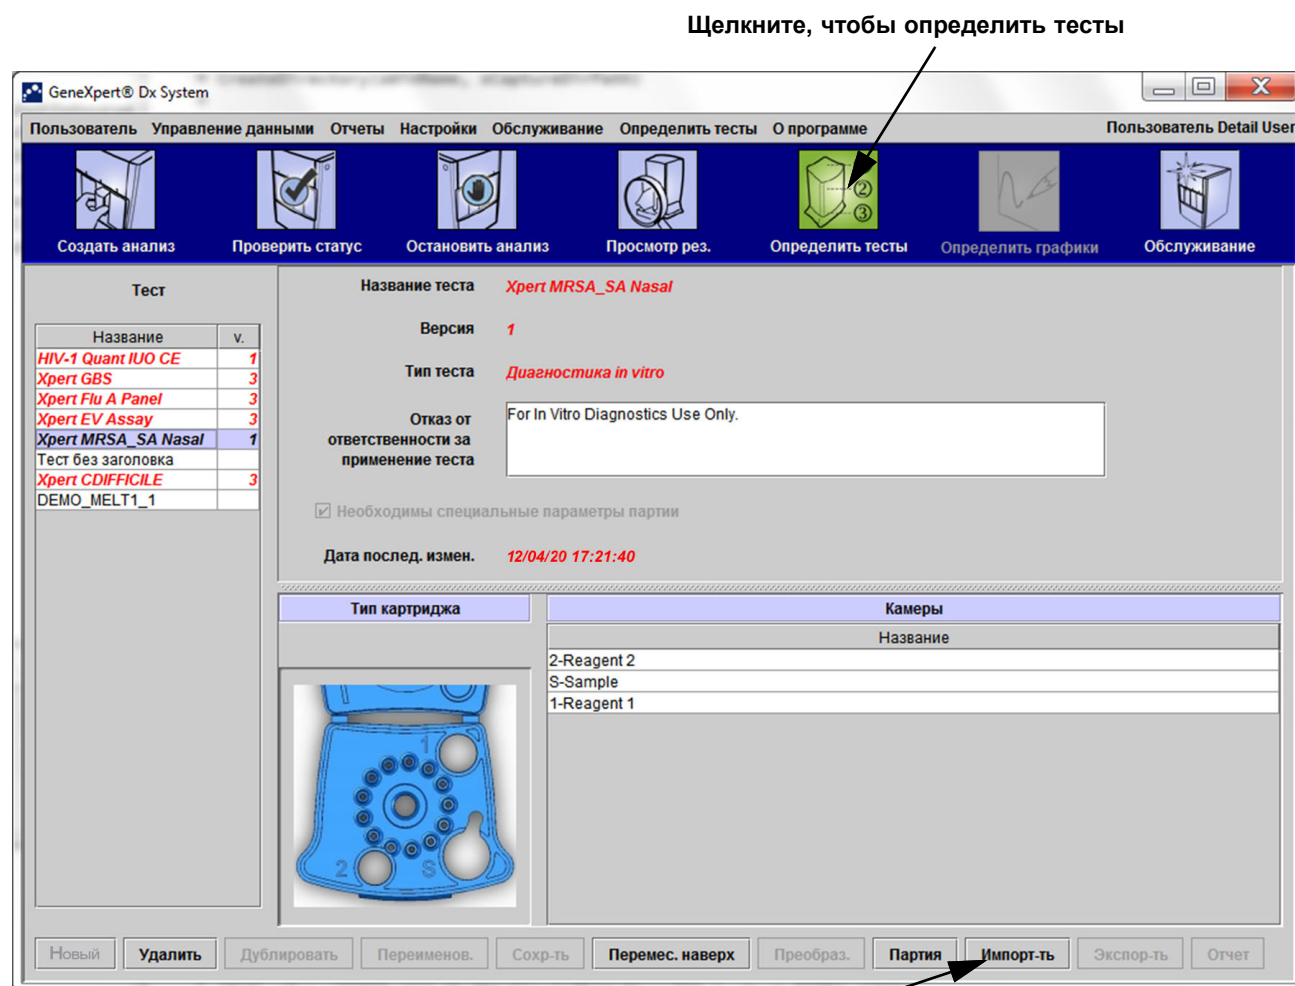 Щелкните, чтобы определить тесты
GeneXpert® Dx System
Пользователь Управление данными Отчеты Настройки Обслуживание Определить тесты О программе Пользователь Detail User
Создать анализ Проверить статус Остановить анализ Просмотр рез. Определить тесты Определить графики Обслуживание
Тест
Название v.
HIV-1 Quant IUO CE 1
Xpert GBS 3
Xpert Flu A Panel 3
Xpert EV Assay 3
Xpert MRSA_SA Nasal 1
Тест без заголовка
Xpert CDIFFICILE 3
DEMO_MELT1_1
Название теста Xpert MRSA_SA Nasal
Версия 1
Тип теста Диагностика in vitro
Отказ от
ответственности за
применение теста
For In Vitro Diagnostics Use Only.
Необходимы специальные параметры партии
Дата послед. измен. 12/04/20 17:21:40
Тип картриджа
1
2 S
Камеры
Название
2-Reagent 2
S-Sample
1-Reagent 1
Новый Удалить Дублировать Переименов. Сохр-ть Перемес. наверх Преобраз. Партия Импорт-ть Экспор-ть Отчет